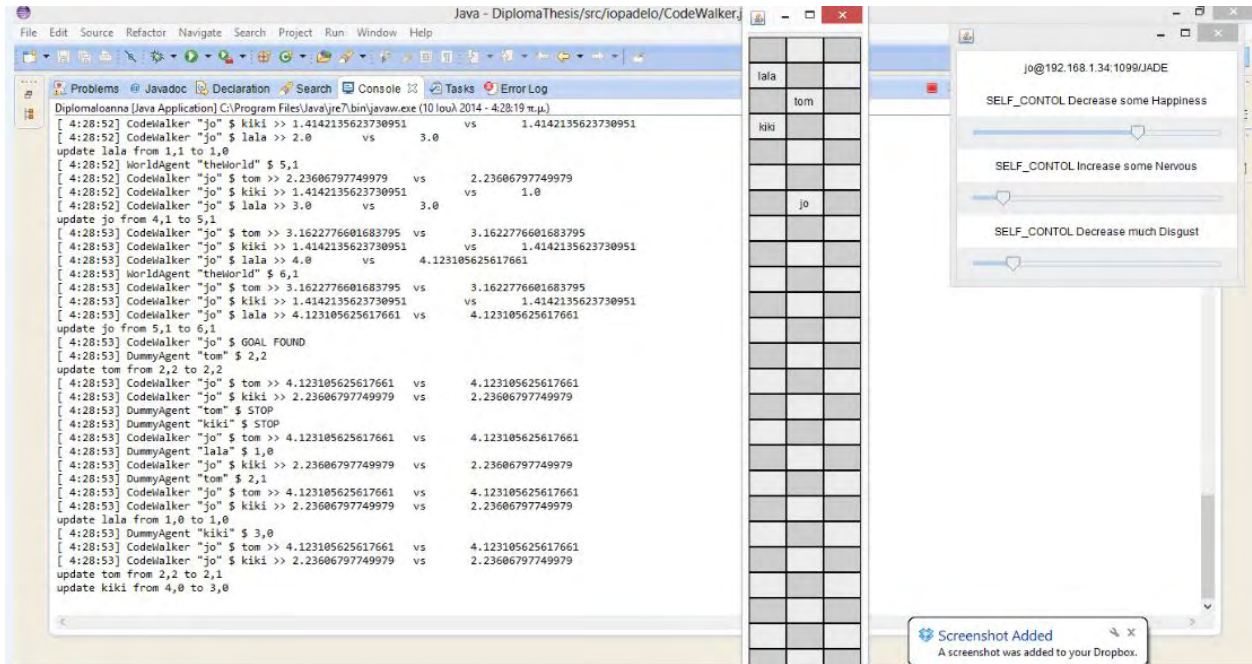 Java - DiplomaThesis/src/iopadelo/CodeWalker.j
File Edit Source Refactor Navigate Search Project Run Window Help
Problems @ Javadoc Declaration Search Console Tasks Error Log
DiplomaIoanna [Java Application] C:\Program Files\Java\jre7\bin\javaw.exe (10 Ιουλ 2014 - 4:28:19 π.μ.)
[ 4:28:52] CodeWalker "jo" $ kiki >> 1.4142135623730951 vs 1.4142135623730951
[ 4:28:52] CodeWalker "jo" $ lala >> 2.0 vs 3.0
update lala from 1,1 to 1,0
[ 4:28:52] WorldAgent "theWorld" $ 5,1
[ 4:28:52] CodeWalker "jo" $ tom >> 2.23606797749979 vs 2.23606797749979
[ 4:28:52] CodeWalker "jo" $ kiki >> 1.4142135623730951 vs 1.0
[ 4:28:52] CodeWalker "jo" $ lala >> 3.0 vs 3.0
update jo from 4,1 to 5,1
[ 4:28:53] CodeWalker "jo" $ tom >> 3.1622776601683795 vs 3.1622776601683795
[ 4:28:53] CodeWalker "jo" $ kiki >> 1.4142135623730951 vs 1.4142135623730951
[ 4:28:53] CodeWalker "jo" $ lala >> 4.0 vs 4.123105625617661
[ 4:28:53] WorldAgent "theWorld" $ 6,1
[ 4:28:53] CodeWalker "jo" $ tom >> 3.1622776601683795 vs 3.1622776601683795
[ 4:28:53] CodeWalker "jo" $ kiki >> 1.4142135623730951 vs 1.4142135623730951
[ 4:28:53] CodeWalker "jo" $ lala >> 4.123105625617661 vs 4.123105625617661
update jo from 5,1 to 6,1
[ 4:28:53] CodeWalker "jo" $ GOAL FOUND
[ 4:28:53] DummyAgent "tom" $ 2,2
update tom from 2,2 to 2,2
[ 4:28:53] CodeWalker "jo" $ tom >> 4.123105625617661 vs 4.123105625617661
[ 4:28:53] CodeWalker "jo" $ kiki >> 2.23606797749979 vs 2.23606797749979
[ 4:28:53] DummyAgent "tom" $ STOP
[ 4:28:53] DummyAgent "kiki" $ STOP
[ 4:28:53] CodeWalker "jo" $ tom >> 4.123105625617661 vs 4.123105625617661
[ 4:28:53] DummyAgent "lala" $ 1,0
[ 4:28:53] CodeWalker "jo" $ kiki >> 2.23606797749979 vs 2.23606797749979
[ 4:28:53] DummyAgent "tom" $ 2,1
[ 4:28:53] CodeWalker "jo" $ tom >> 4.123105625617661 vs 4.123105625617661
[ 4:28:53] CodeWalker "jo" $ kiki >> 2.23606797749979 vs 2.23606797749979
update lala from 1,0 to 1,0
[ 4:28:53] DummyAgent "kiki" $ 3,0
[ 4:28:53] CodeWalker "jo" $ tom >> 4.123105625617661 vs 4.123105625617661
[ 4:28:53] CodeWalker "jo" $ kiki >> 2.23606797749979 vs 2.23606797749979
update tom from 2,2 to 2,1
update kiki from 4,0 to 3,0
lala
tom
kiki
jo
jo@192.168.1.34:1099/JADE
SELF_CONTOL Decrease some Happiness
SELF_CONTOL Increase some Nervous
SELF_CONTOL Decrease much Disgust
Screenshot Added
A screenshot was added to your Dropbox.